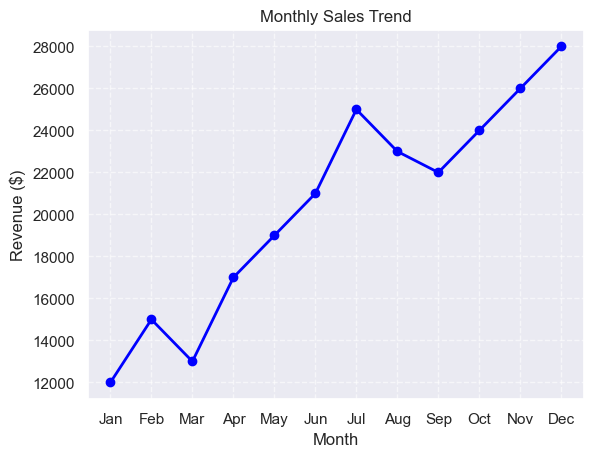 Monthly Sales Trend
Revenue ($)
28000
26000
24000
22000
20000
18000
16000
14000
12000
Jan Feb Mar Apr May Jun Jul Aug Sep Oct Nov Dec
Month